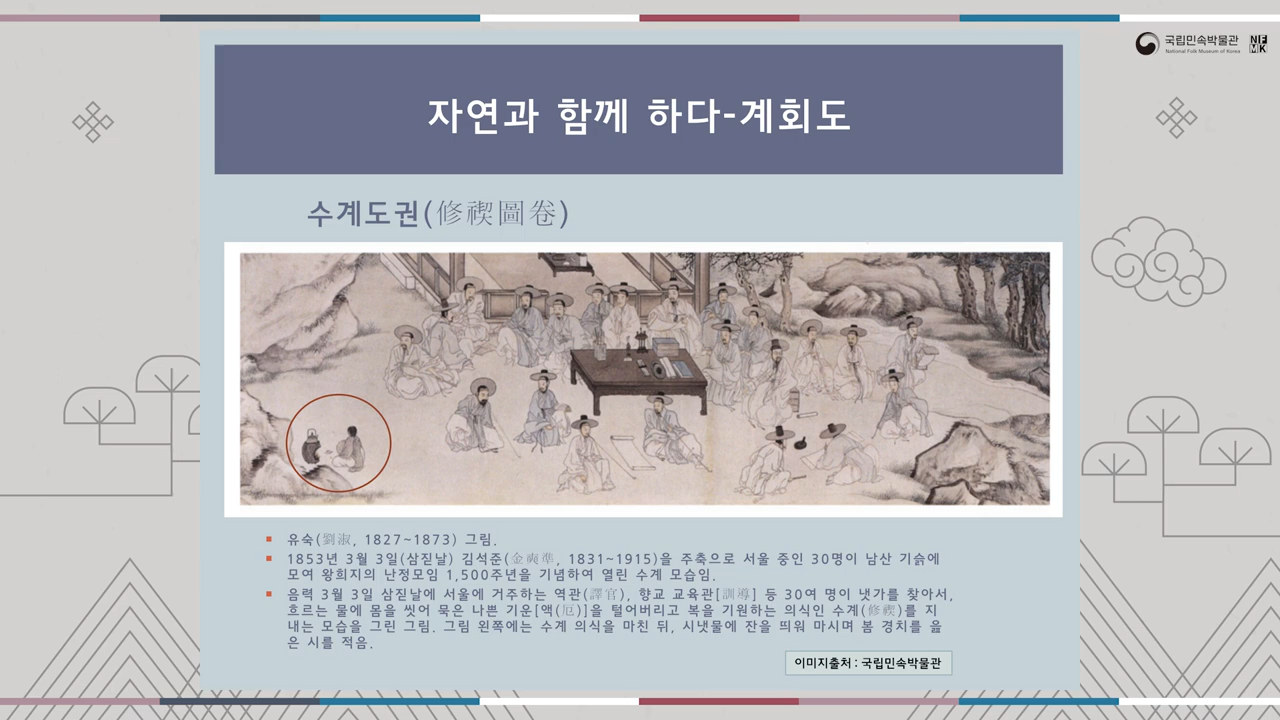 국립민속박물관
National Folk Museum of Korea
NF
MK
자연과 함께 하다-계회도
수계도권(修禊圖卷)
유숙(劉淑, 1827~1873) 그림.
1853년 3월 3일(삼짇날) 김석준(金奭準, 1831~1915)을 주축으로 서울 중인 30명이 남산 기슭에
모여 왕희지의 난정모임 1,500주년을 기념하여 열린 수계 모습임.
음력 3월 3일 삼짇날에 서울에 거주하는 역관(譯官), 향교 교육관[訓導] 등 30여 명이 냇가를 찾아서,
흐르는 물에 몸을 씻어 묵은 나쁜 기운[액(厄)]을 털어버리고 복을 기원하는 의식인 수계(修禊)를 지
내는 모습을 그린 그림. 그림 왼쪽에는 수계 의식을 마친 뒤, 시냇물에 잔을 띄워 마시며 봄 경치를 읊
은 시를 적음.
이미지출처 : 국립민속박물관